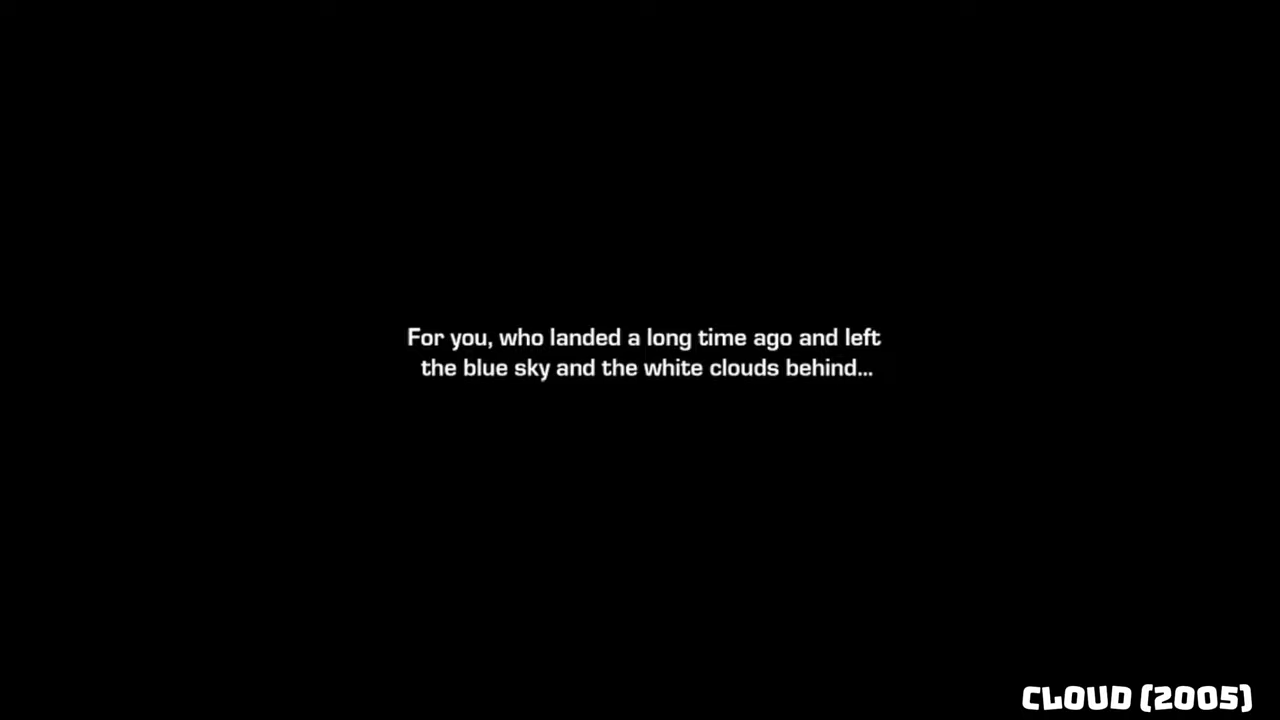 For you, who landed a long time ago and left
the blue sky and the white clouds behind...
CLOUD (2005)